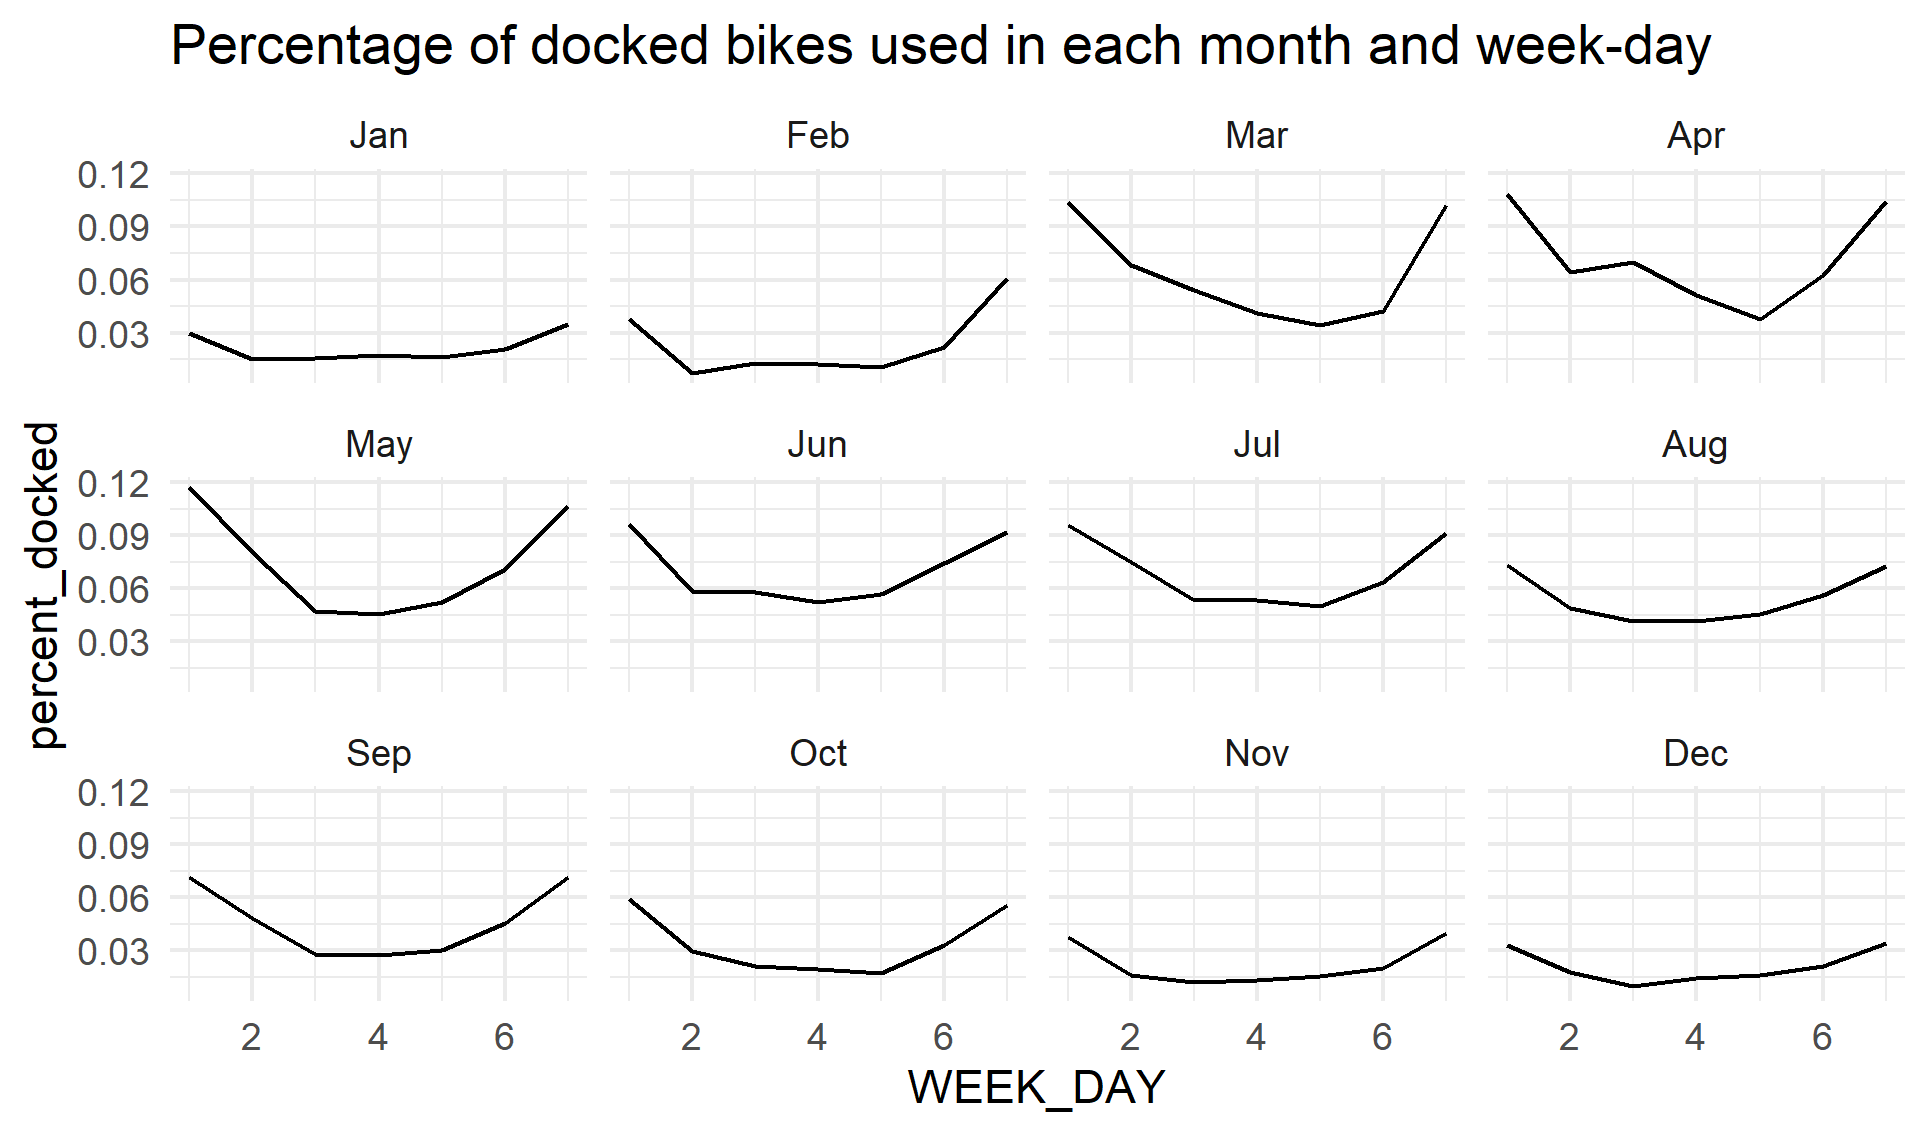 Percentage of docked bikes used in each month and week-day
Jan Feb Mar Apr
0.12
0.09
0.06
0.03
May Jun Jul Aug
0.12
0.09
0.06
0.03
percent_docked
Sep Oct Nov Dec
0.12
0.09
0.06
0.03
2 4 6 2 4 6 2 4 6 2 4 6
WEEK_DAY